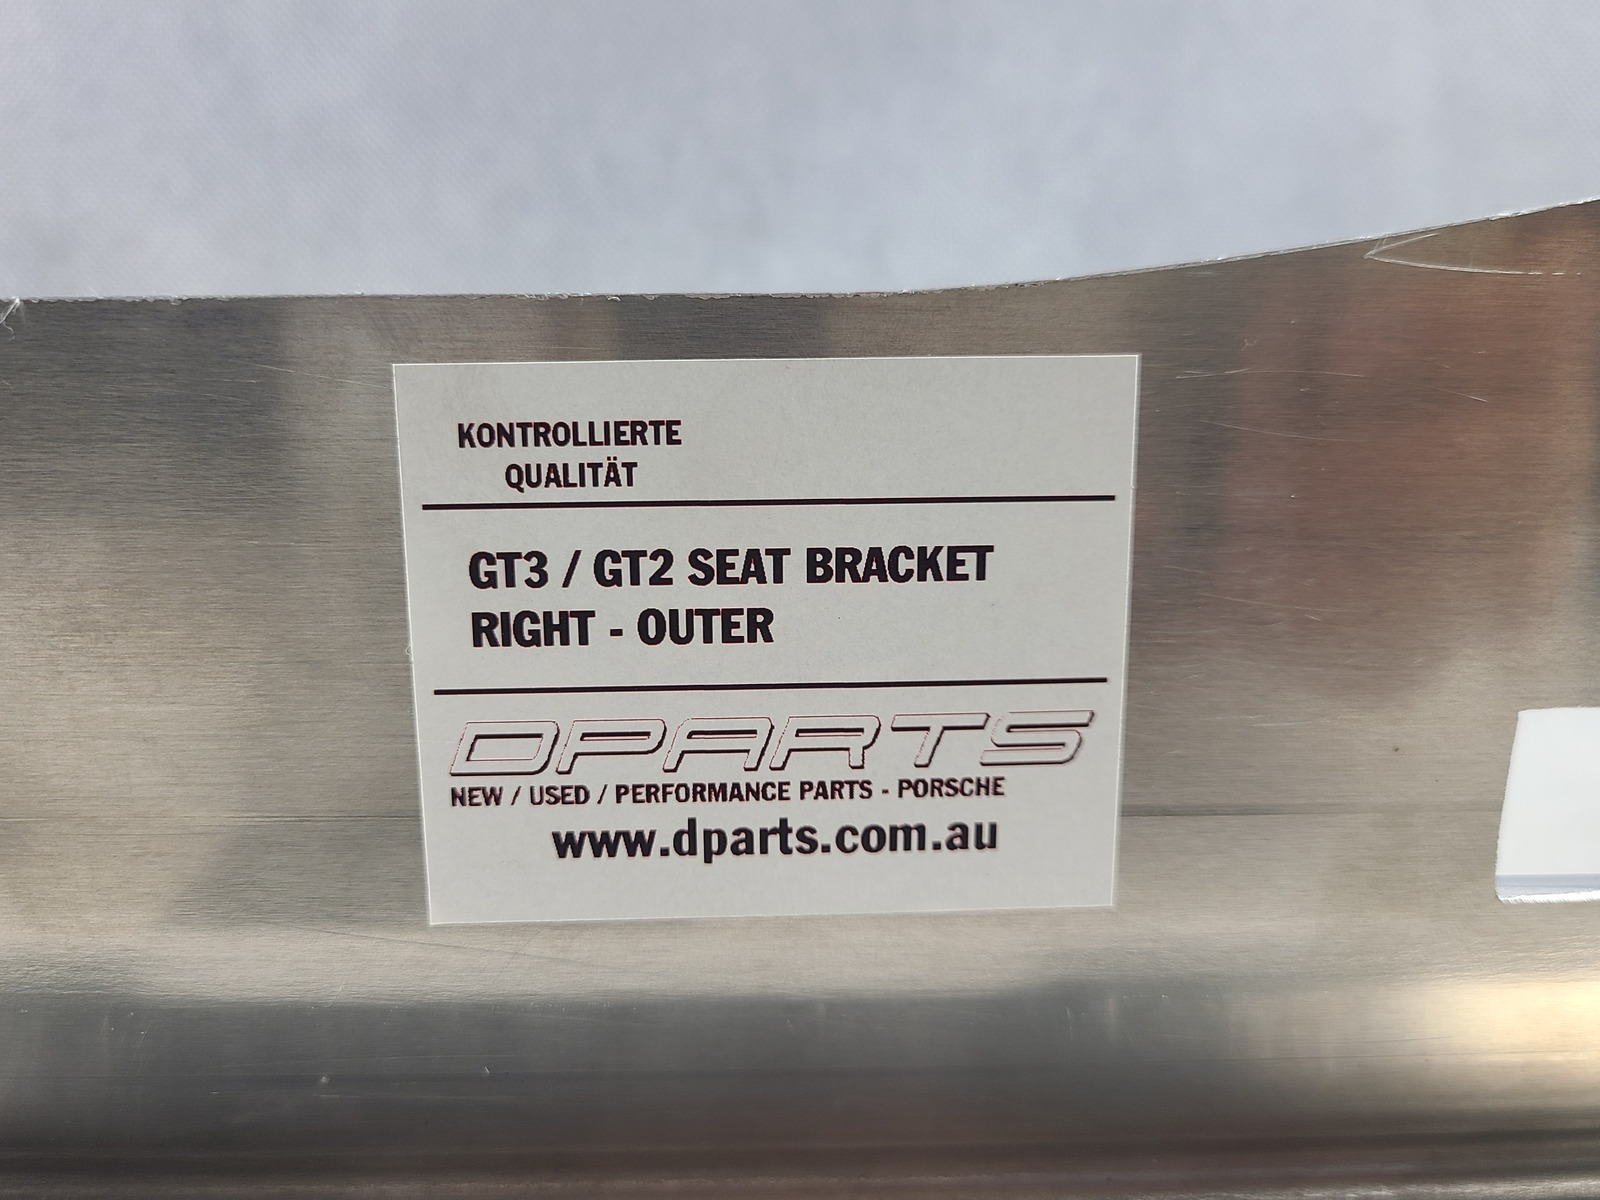 KONTROLLIERTE
QUALITÄT
GT3 / GT2 SEAT BRACKET
RIGHT - OUTER
DPARTS
NEW / USED / PERFORMANCE PARTS - PORSCHE
www.dparts.com.au